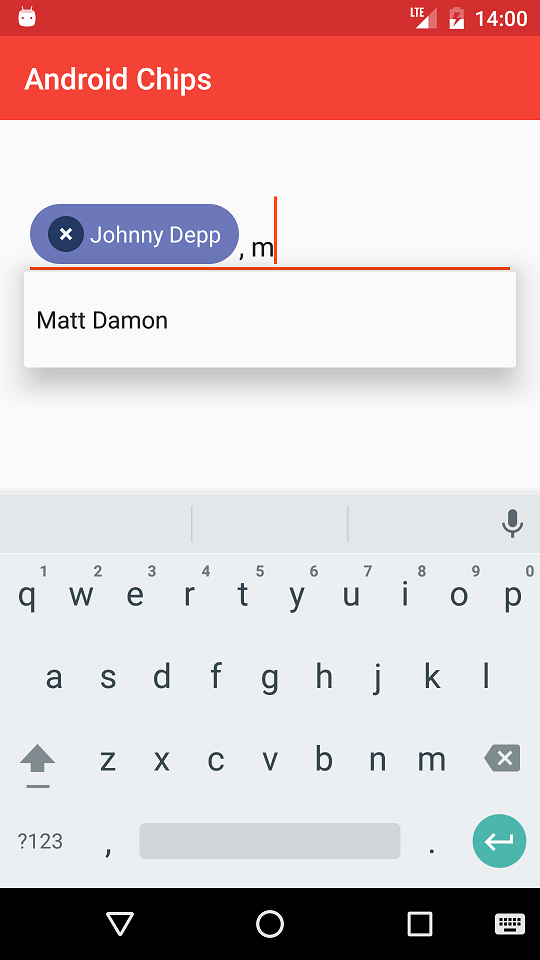 LTE 14:00
Android Chips
Johnny Depp , m
Matt Damon
1 2 3 4 5 6 7 8 9 0
q w e r t y u i o p
a s d f g h j k l
z x c v b n m
?123 , .